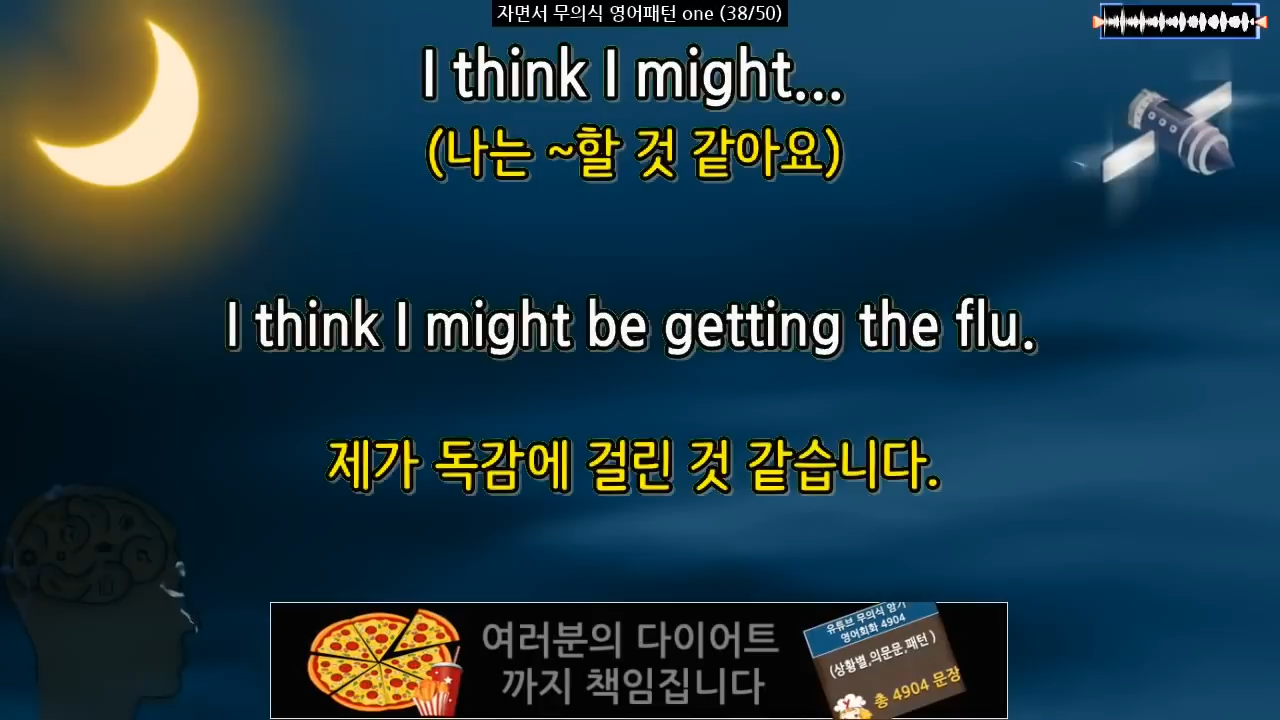 자면서 무의식 영어패턴 one (38/50)
I think I might...
(나는 ~할 것 같아요)
I think I might be getting the flu.
제가 독감에 걸린 것 같습니다.
여러분의 다이어트
까지 책임집니다
유튜브 무의식 암기
영어회화 4904
(상황별,의문문,패턴 )
총 4904 문장